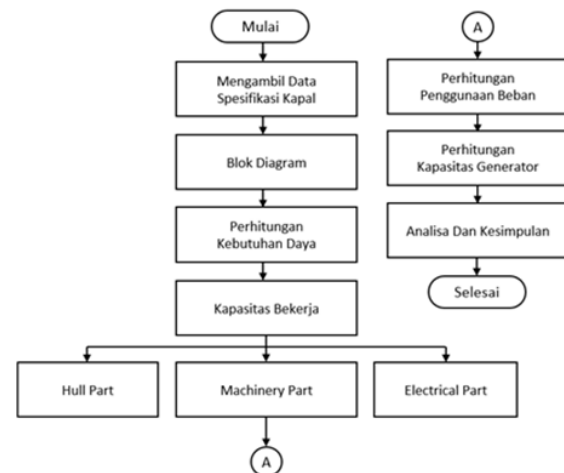 Mulai
Mengambil Data
Spesifikasi Kapal
Blok Diagram
Perhitungan
Kebutuhan Daya
Kapasitas Bekerja
Hull Part
Machinery Part
Electrical Part
A
A
Perhitungan
Penggunaan Beban
Perhitungan
Kapasitas Generator
Analisa Dan Kesimpulan
Selesai